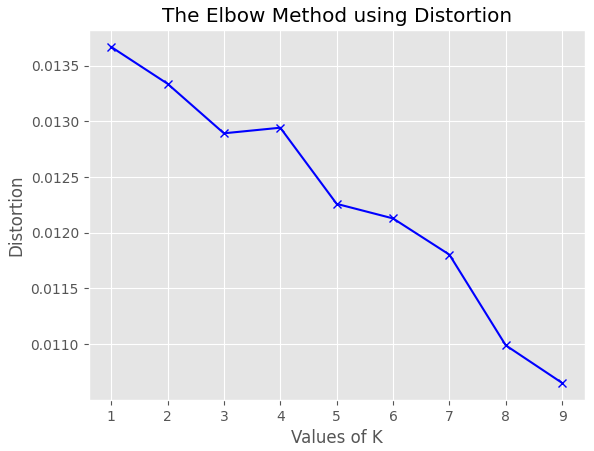 The Elbow Method using Distortion
0.0135
0.0130
0.0125
0.0120
0.0115
0.0110
Distortion
1 2 3 4 5 6 7 8 9
Values of K